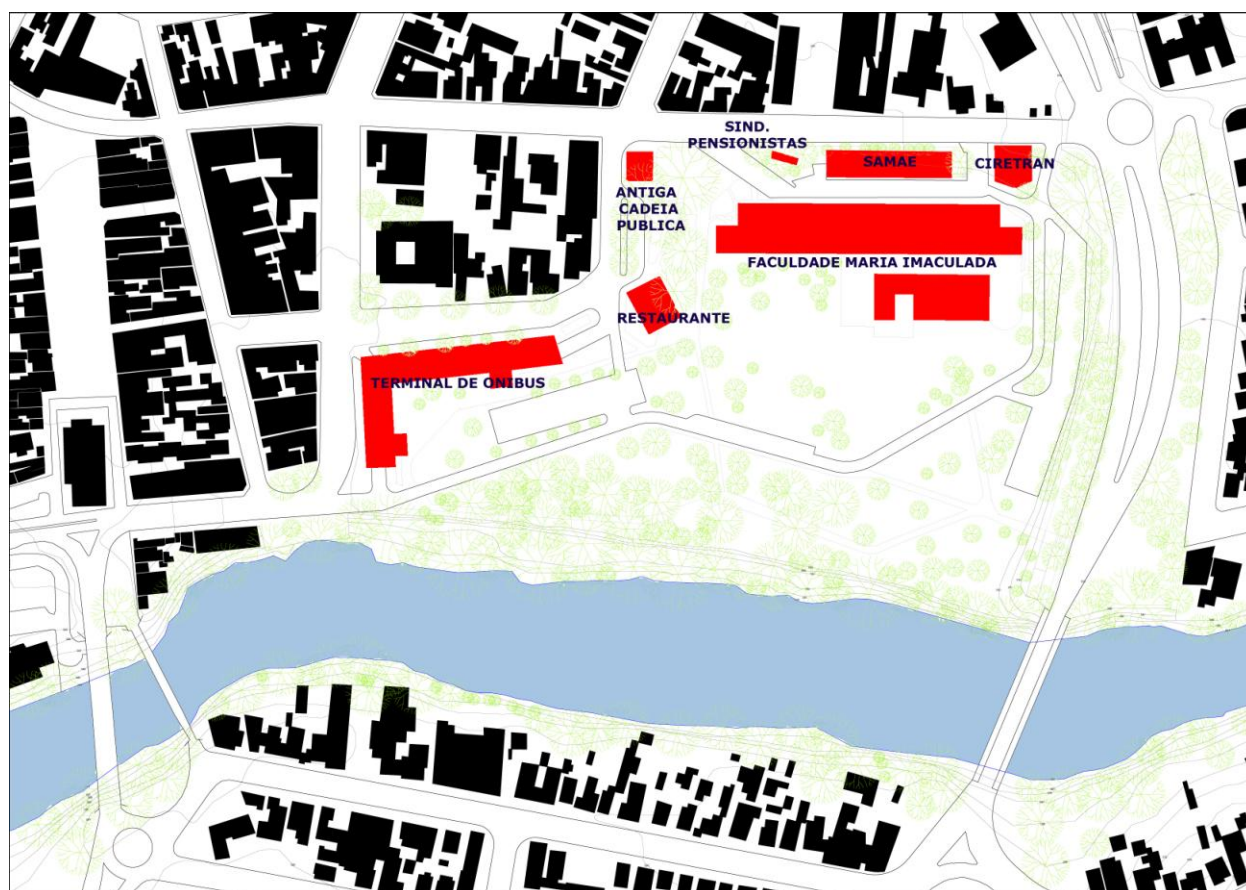 SIND.
PENSIONISTAS
SAMAE
CIRETRAN
ANTIGA
CADEIA
PUBLICA
FACULDADE MARIA IMACULADA
RESTAURANTE
TERMINAL DE ONIBUS